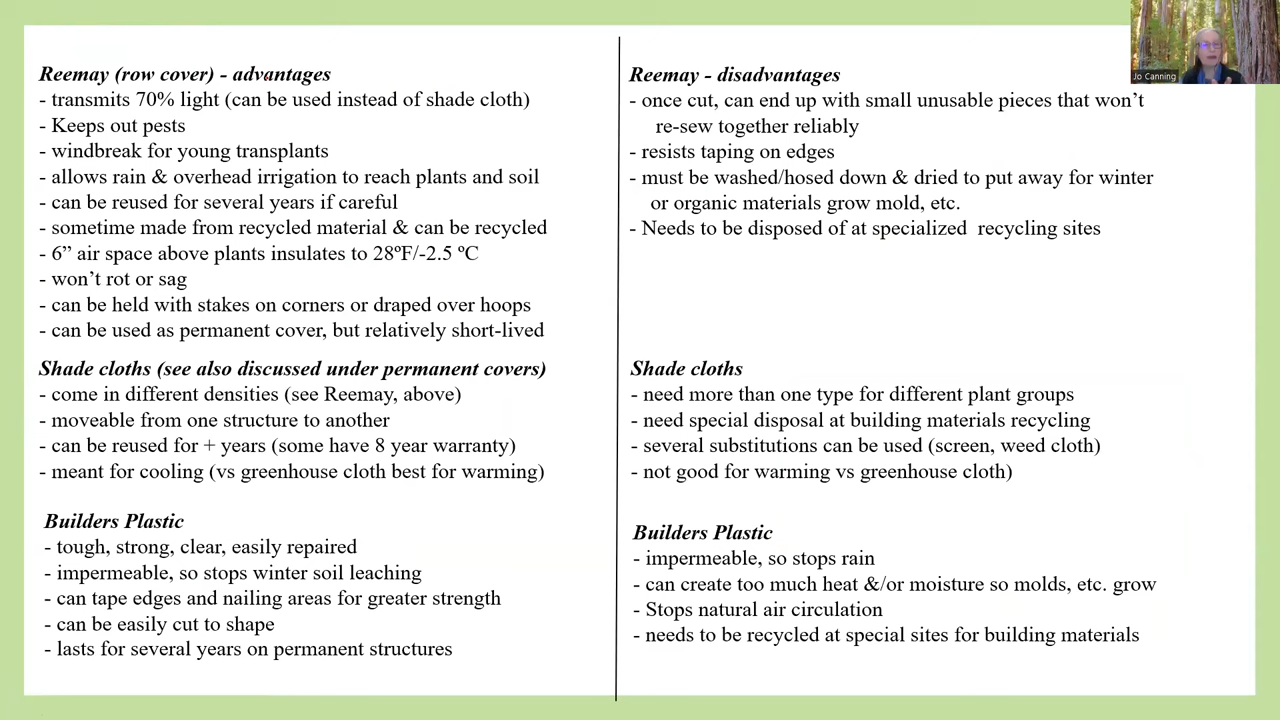 Reemay (row cover) - advantages
- transmits 70% light (can be used instead of shade cloth)
- Keeps out pests
- windbreak for young transplants
- allows rain & overhead irrigation to reach plants and soil
- can be reused for several years if careful
- sometime made from recycled material & can be recycled
- 6” air space above plants insulates to 28ºF/-2.5 ºC
- won’t rot or sag
- can be held with stakes on corners or draped over hoops
- can be used as permanent cover, but relatively short-lived
Shade cloths (see also discussed under permanent covers)
- come in different densities (see Reemay, above)
- moveable from one structure to another
- can be reused for + years (some have 8 year warranty)
- meant for cooling (vs greenhouse cloth best for warming)
Builders Plastic
- tough, strong, clear, easily repaired
- impermeable, so stops winter soil leaching
- can tape edges and nailing areas for greater strength
- can be easily cut to shape
- lasts for several years on permanent structures
Reemay - disadvantages
- once cut, can end up with small unusable pieces that won’t
re-sew together reliably
- resists taping on edges
- must be washed/hosed down & dried to put away for winter
or organic materials grow mold, etc.
- Needs to be disposed of at specialized recycling sites
Shade cloths
- need more than one type for different plant groups
- need special disposal at building materials recycling
- several substitutions can be used (screen, weed cloth)
- not good for warming vs greenhouse cloth)
Builders Plastic
- impermeable, so stops rain
- can create too much heat &/or moisture so molds, etc. grow
- Stops natural air circulation
- needs to be recycled at special sites for building materials
Jo Canning